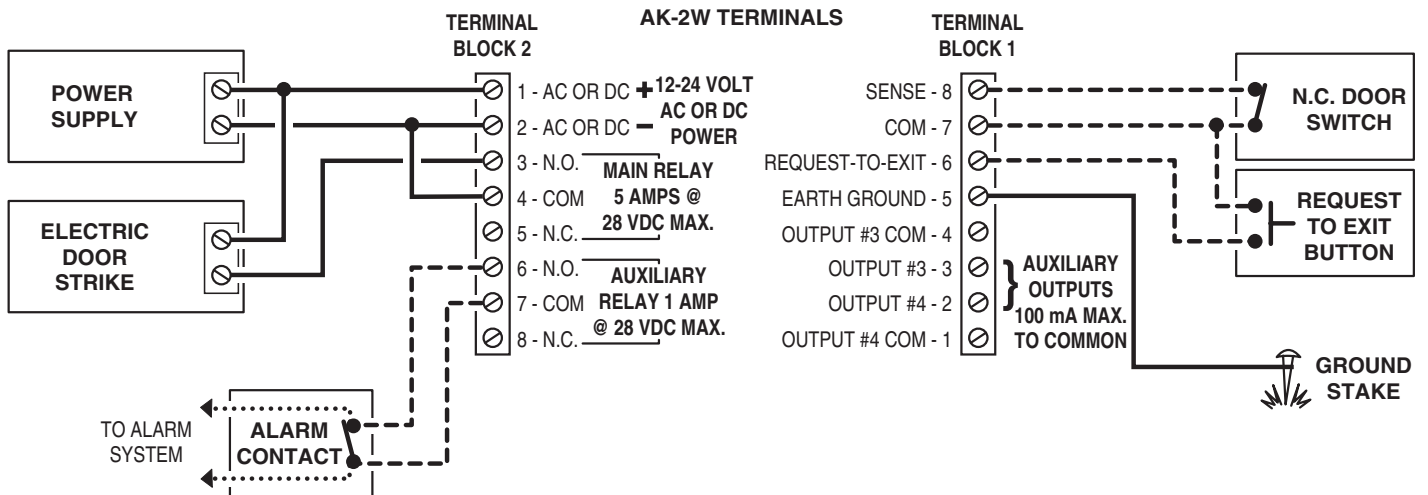 AK-2W TERMINALS
TERMINAL
BLOCK 2
TERMINAL
BLOCK 1
POWER
SUPPLY
ELECTRIC
DOOR
STRIKE
1 - AC OR DC +
2 - AC OR DC –
12-24 VOLT
AC OR DC
POWER
3 - N.O.
4 - COM
5 - N.C.
MAIN RELAY
5 AMPS @
28 VDC MAX.
6 - N.O.
7 - COM
8 - N.C.
AUXILIARY
RELAY 1 AMP
@ 28 VDC MAX.
TO ALARM
SYSTEM
ALARM
CONTACT
SENSE - 8
COM - 7
REQUEST-TO-EXIT - 6
EARTH GROUND - 5
OUTPUT #3 COM - 4
OUTPUT #3 - 3
OUTPUT #4 - 2
OUTPUT #4 COM - 1
} AUXILIARY
OUTPUTS
100 mA MAX.
TO COMMON
N.C. DOOR
SWITCH
REQUEST
TO EXIT
BUTTON
GROUND
STAKE